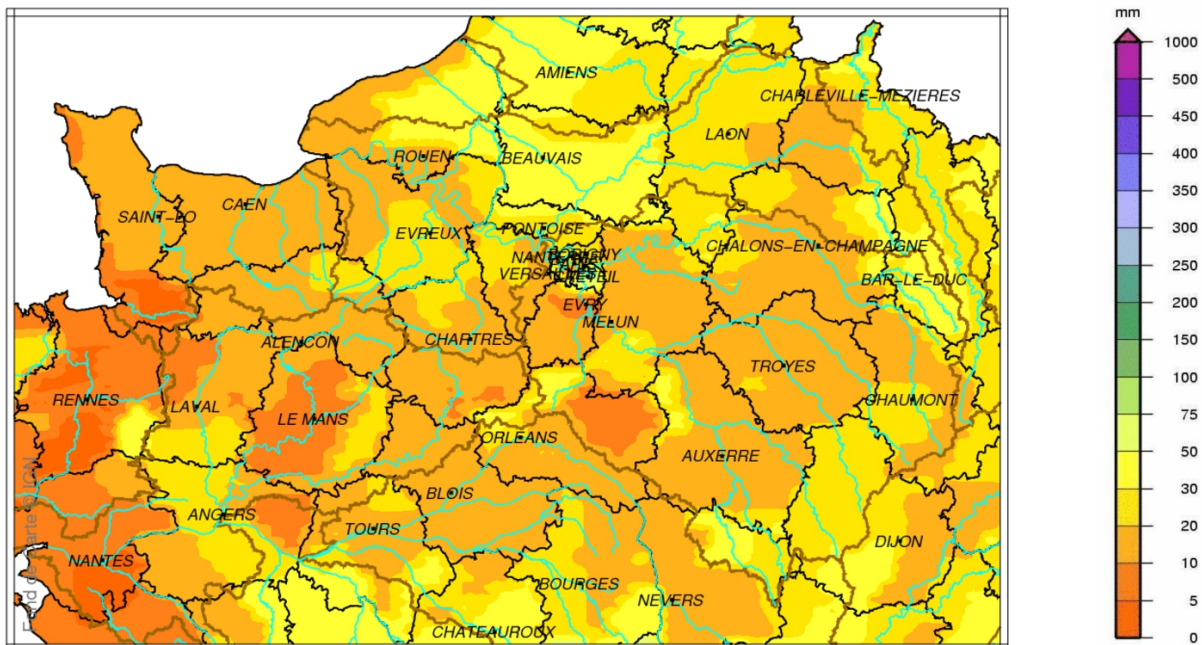 mm
1000
500
450
400
350
300
250
200
150
100
75
50
30
20
10
5
0
AMIENS
CHARLEVILLE-MEZIERES
LAON
ROUEN
BEAUVAIS
SAINT-LO
CAEN
EVREUX
PONTOISE
CHALONS-EN-CHAMPAGNE
BAR-LE-DUC
EVRY
MELUN
ALENCON
CHARTRES
TROYES
RENNES
LAVAL
LE MANS
CHAUMONT
ORLEANS
AUXERRE
BLOIS
ANGERS
TOURS
DIJON
NANTES
BOURGES
NEVERS
CHATEAUROUX